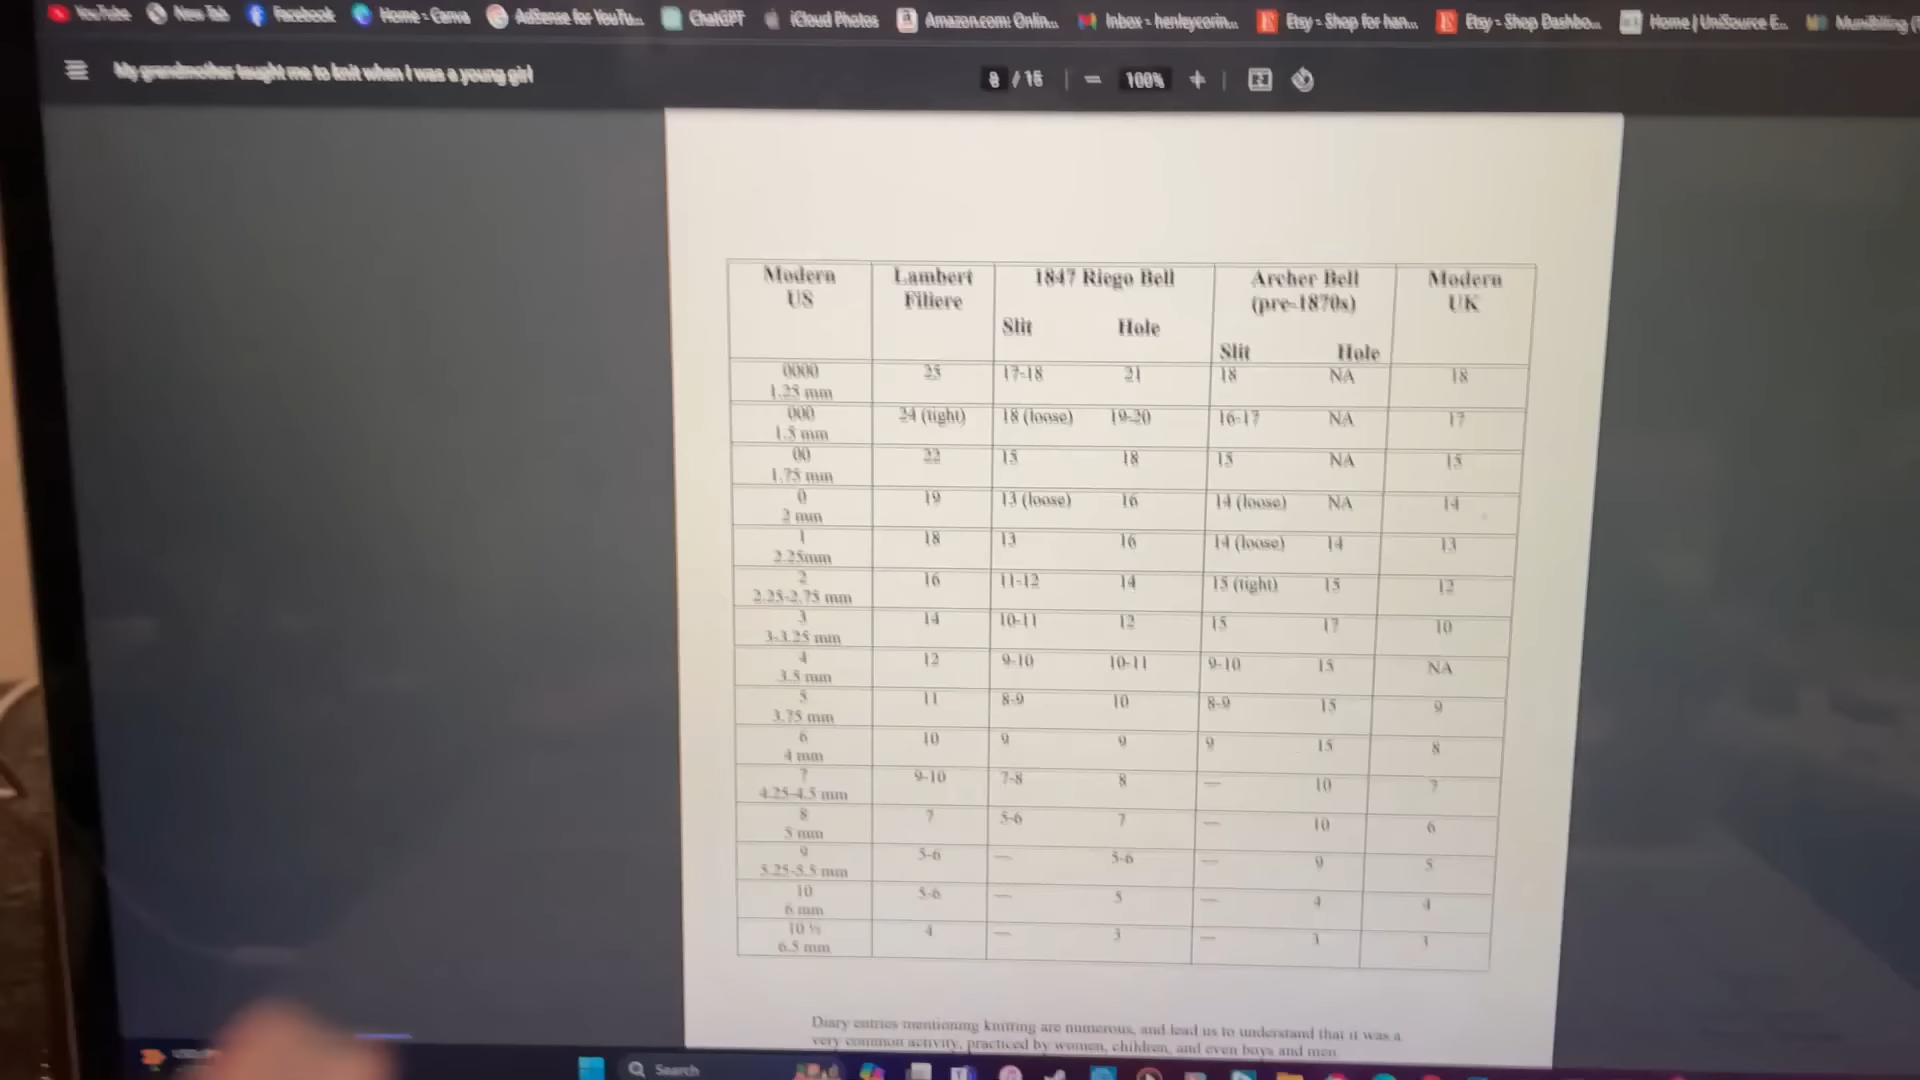 YouTube New Tab Facebook Home - Canva AdSense for YouTu... ChatGPT iCloud Photos Amazon.com: Onlin... Inbox - henleycorin... Etsy - Shop for han... Etsy - Shop Dashbo... Home | UniSource E... MuniBilling
My grandmother taught me to knit when I was a young girl 8 / 15 100%
Modern US Lambert Filiere 1847 Riego Bell Archer Bell (pre-1870s) Modern UK
Slit Hole Slit Hole
0000 1.25 mm 25 17-18 21 18 NA 18
000 1.5 mm 24 (tight) 18 (loose) 19-20 16-17 NA 17
00 1.75 mm 22 15 18 15 NA 15
0 2 mm 19 13 (loose) 16 14 (loose) NA 14
1 2.25mm 18 13 16 14 (loose) 14 13
2 2.25-2.75 mm 16 11-12 14 15 (tight) 15 12
3 3-3.25 mm 14 10-11 12 15 17 10
4 3.5 mm 12 9-10 10-11 9-10 15 NA
5 3.75 mm 11 8-9 10 8-9 15 9
6 4 mm 10 9 9 9 15 8
7 4.25-4.5 mm 9-10 7-8 8 — 10 7
8 5 mm 7 5-6 7 — 10 6
9 5.25-5.5 mm 5-6 — 5-6 — 9 5
10 6 mm 5-6 — 5 — 4 4
10 ½ 6.5 mm 4 — 3 — 3 3
Diary entries mentioning knitting are numerous, and lead us to understand that it was a
very common activity, practiced by women, children, and even boys and men.
Search